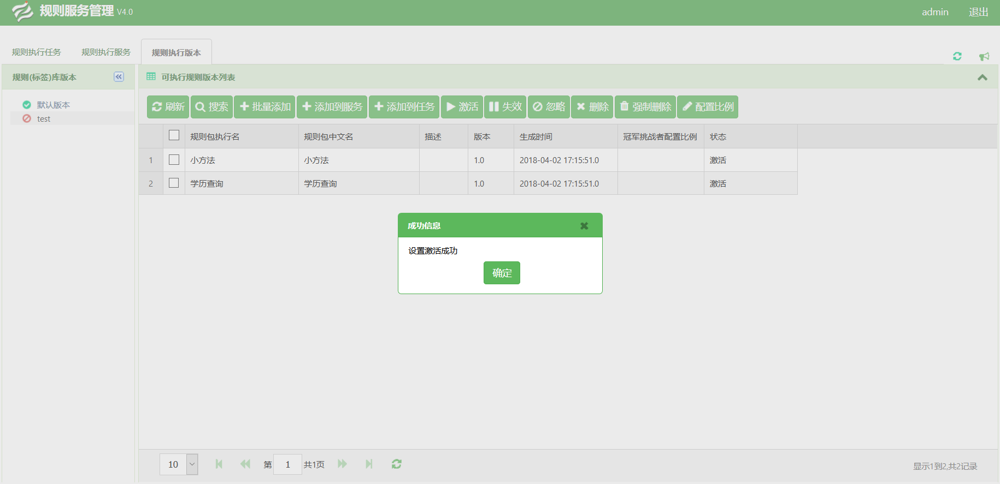 规则服务管理 V4.0
admin 退出
规则执行任务 规则执行服务 规则执行版本
规则(标签)库版本
可执行规则版本列表
默认版本
test
刷新 搜索 批量添加 添加到服务 添加到任务 激活 失效 忽略 删除 强制删除 配置比例
规则包执行名 规则包中文名 描述 版本 生成时间 冠军挑战者配置比例 状态
1 小方法 小方法 1.0 2018-04-02 17:15:51.0 激活
2 学历查询 学历查询 1.0 2018-04-02 17:15:51.0 激活
成功信息
设置激活成功
确定
10 第 1 共1页
显示1到2,共2记录